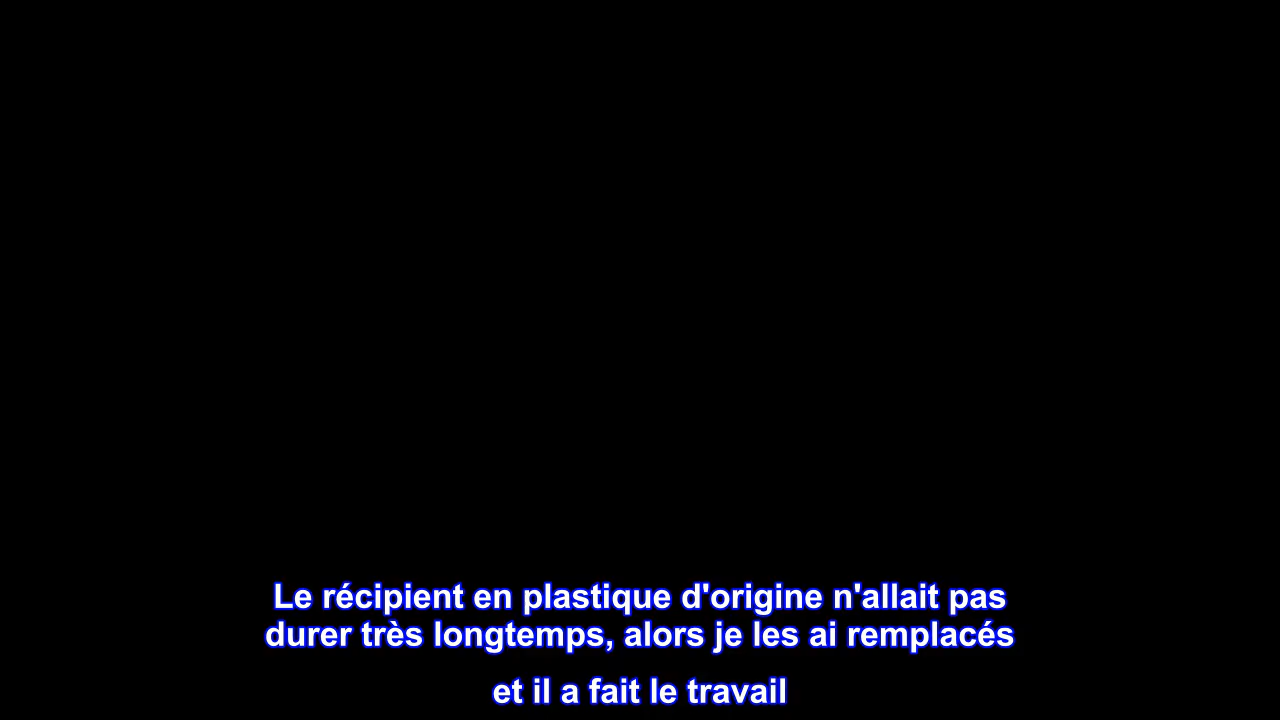 Le récipient en plastique d'origine n'allait pas
durer très longtemps, alors je les ai remplacés
et il a fait le travail